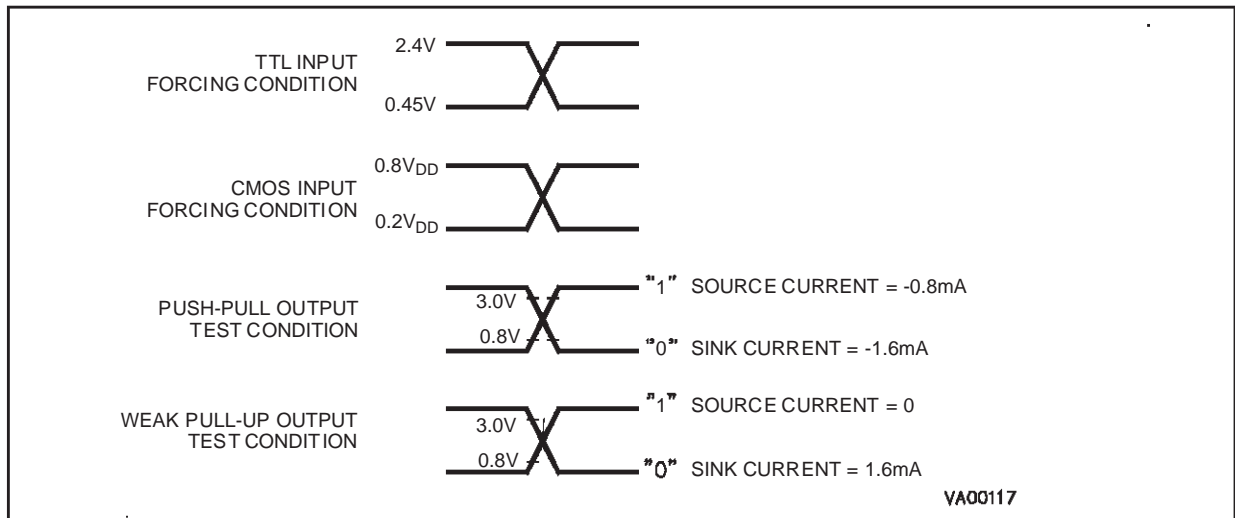 TTL INPUT
FORCING CONDITION
2.4V
0.45V
CMOS INPUT
FORCING CONDITION
0.8VDD
0.2VDD
PUSH-PULL OUTPUT
TEST CONDITION
3.0V
0.8V
"1" SOURCE CURRENT = -0.8mA
"0" SINK CURRENT = -1.6mA
WEAK PULL-UP OUTPUT
TEST CONDITION
3.0V
0.8V
"1" SOURCE CURRENT = 0
"0" SINK CURRENT = 1.6mA
VA00117